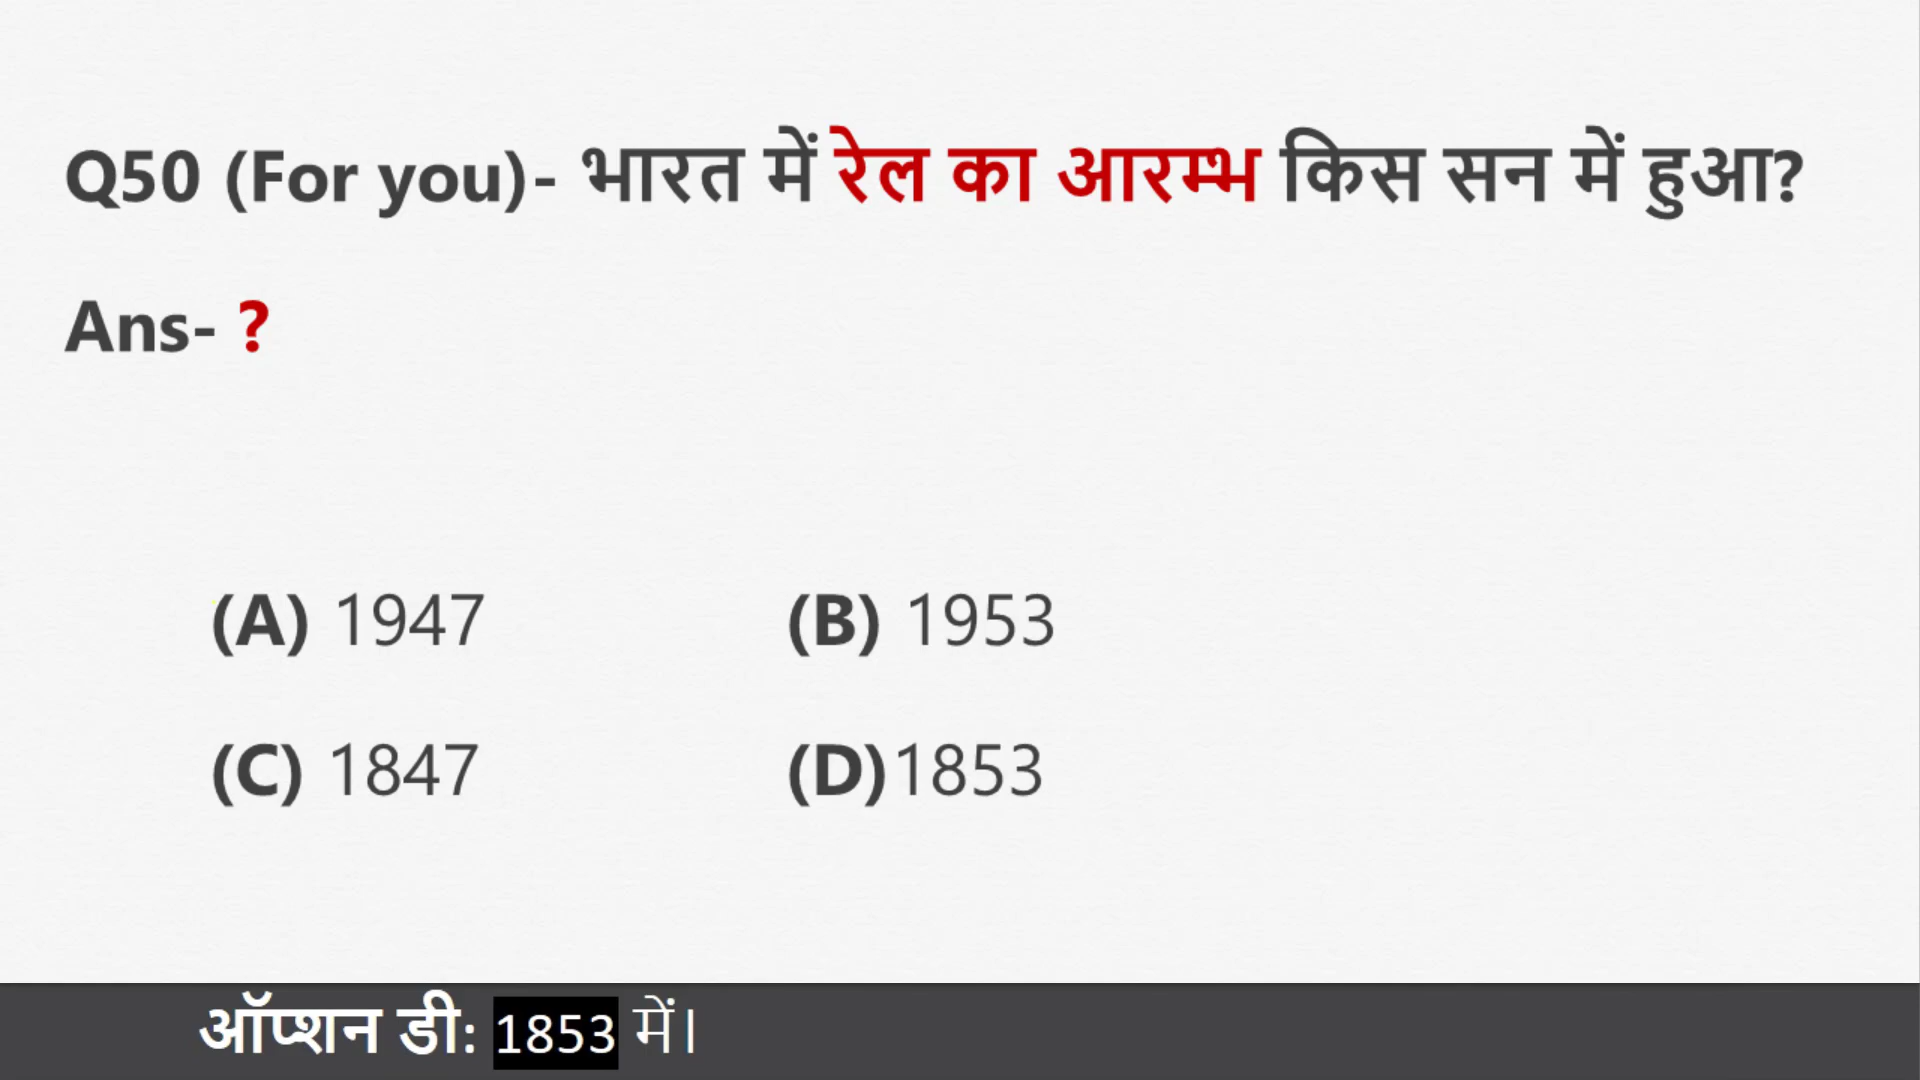 Q50 (For you)- भारत में रेल का आरम्भ किस सन में हुआ?
Ans- ?
(A) 1947 (B) 1953
(C) 1847 (D)1853
ऑप्शन डी: 1853 में।